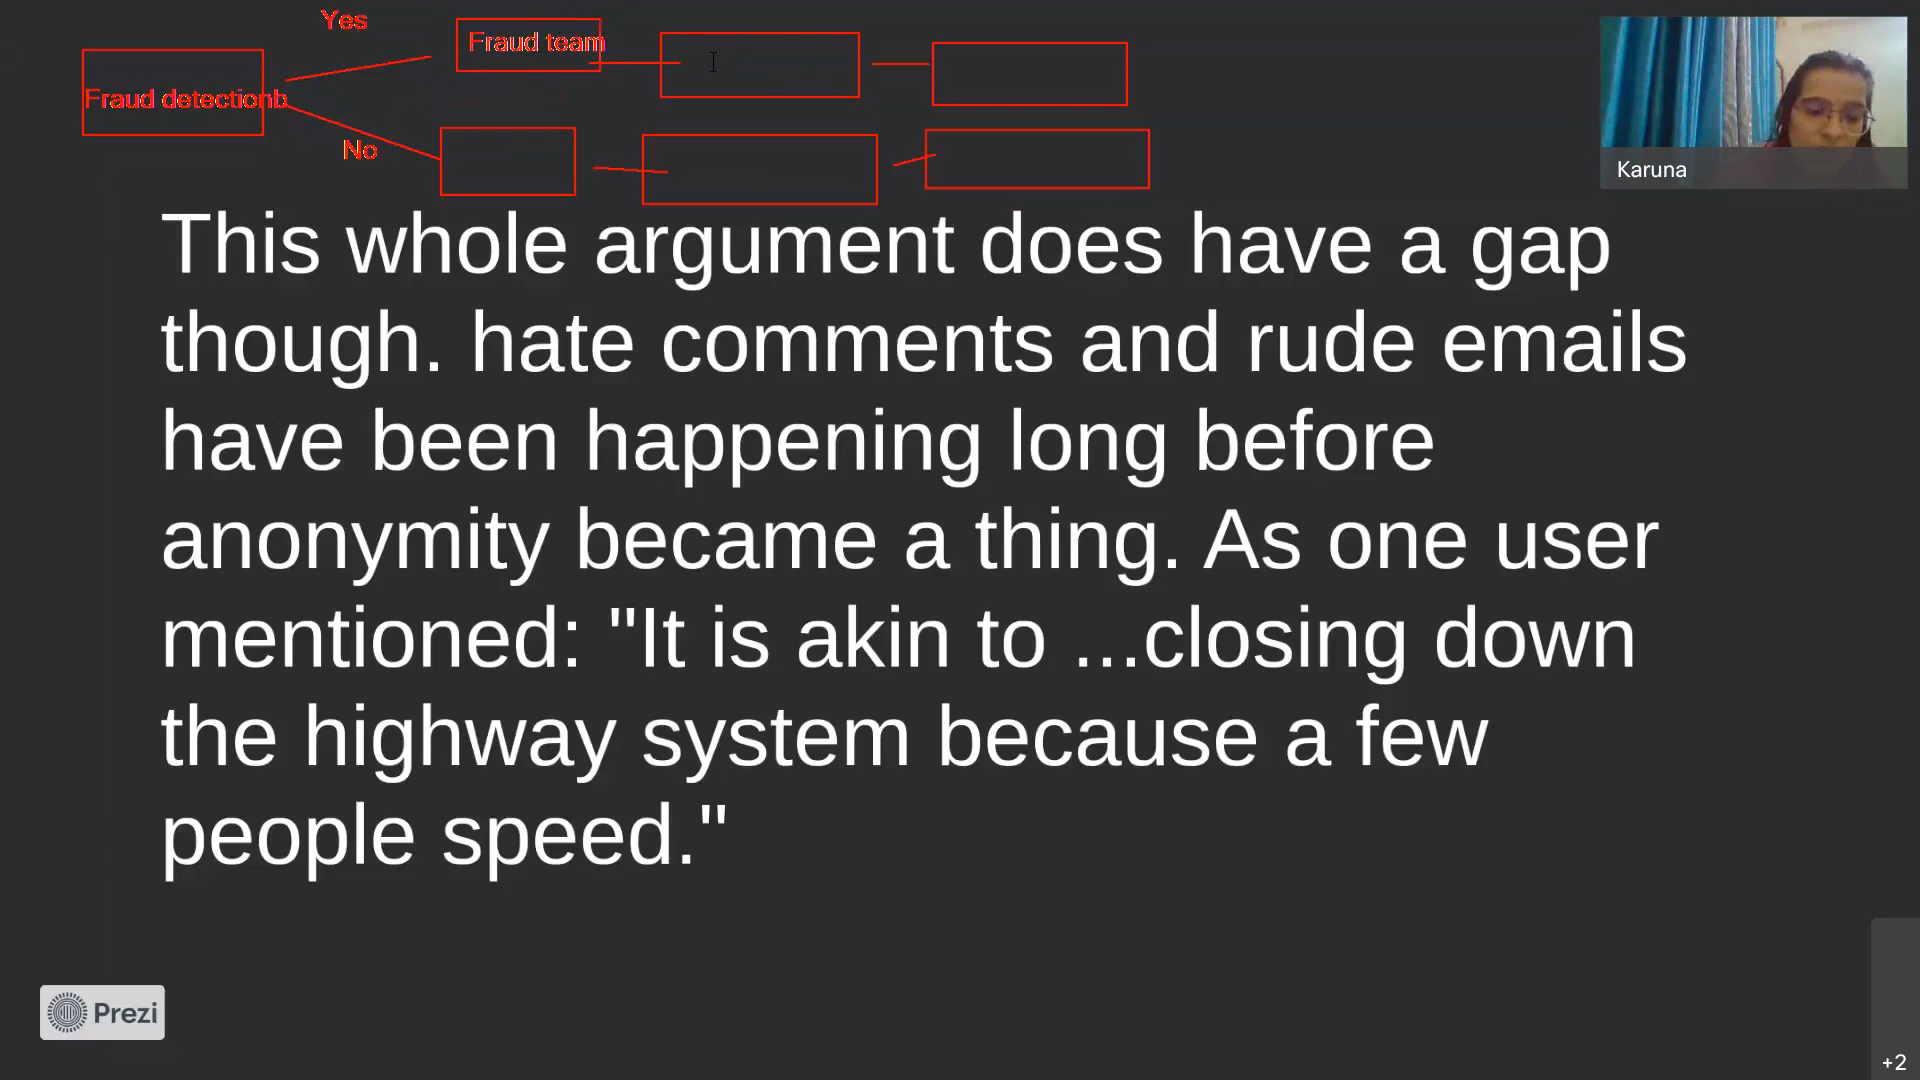 Yes
Fraud team
Fraud detectionb
No
Karuna
This whole argument does have a gap
though. hate comments and rude emails
have been happening long before
anonymity became a thing. As one user
mentioned: "It is akin to ...closing down
the highway system because a few
people speed."
Prezi
+2